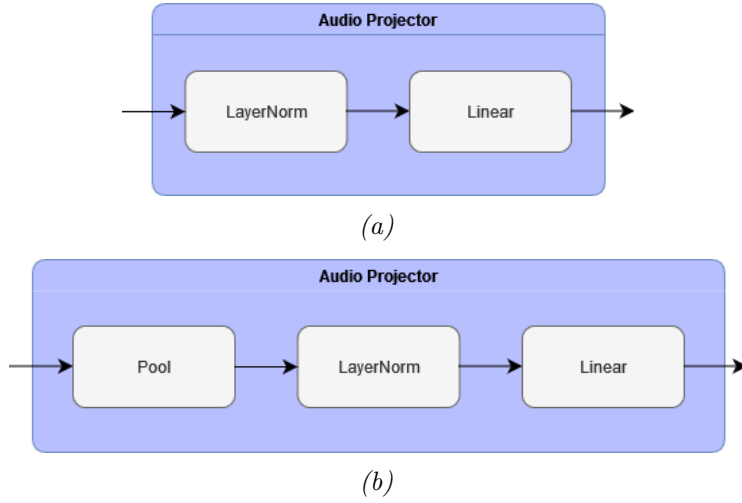 Audio Projector
LayerNorm Linear
(a)
Audio Projector
Pool LayerNorm Linear
(b)